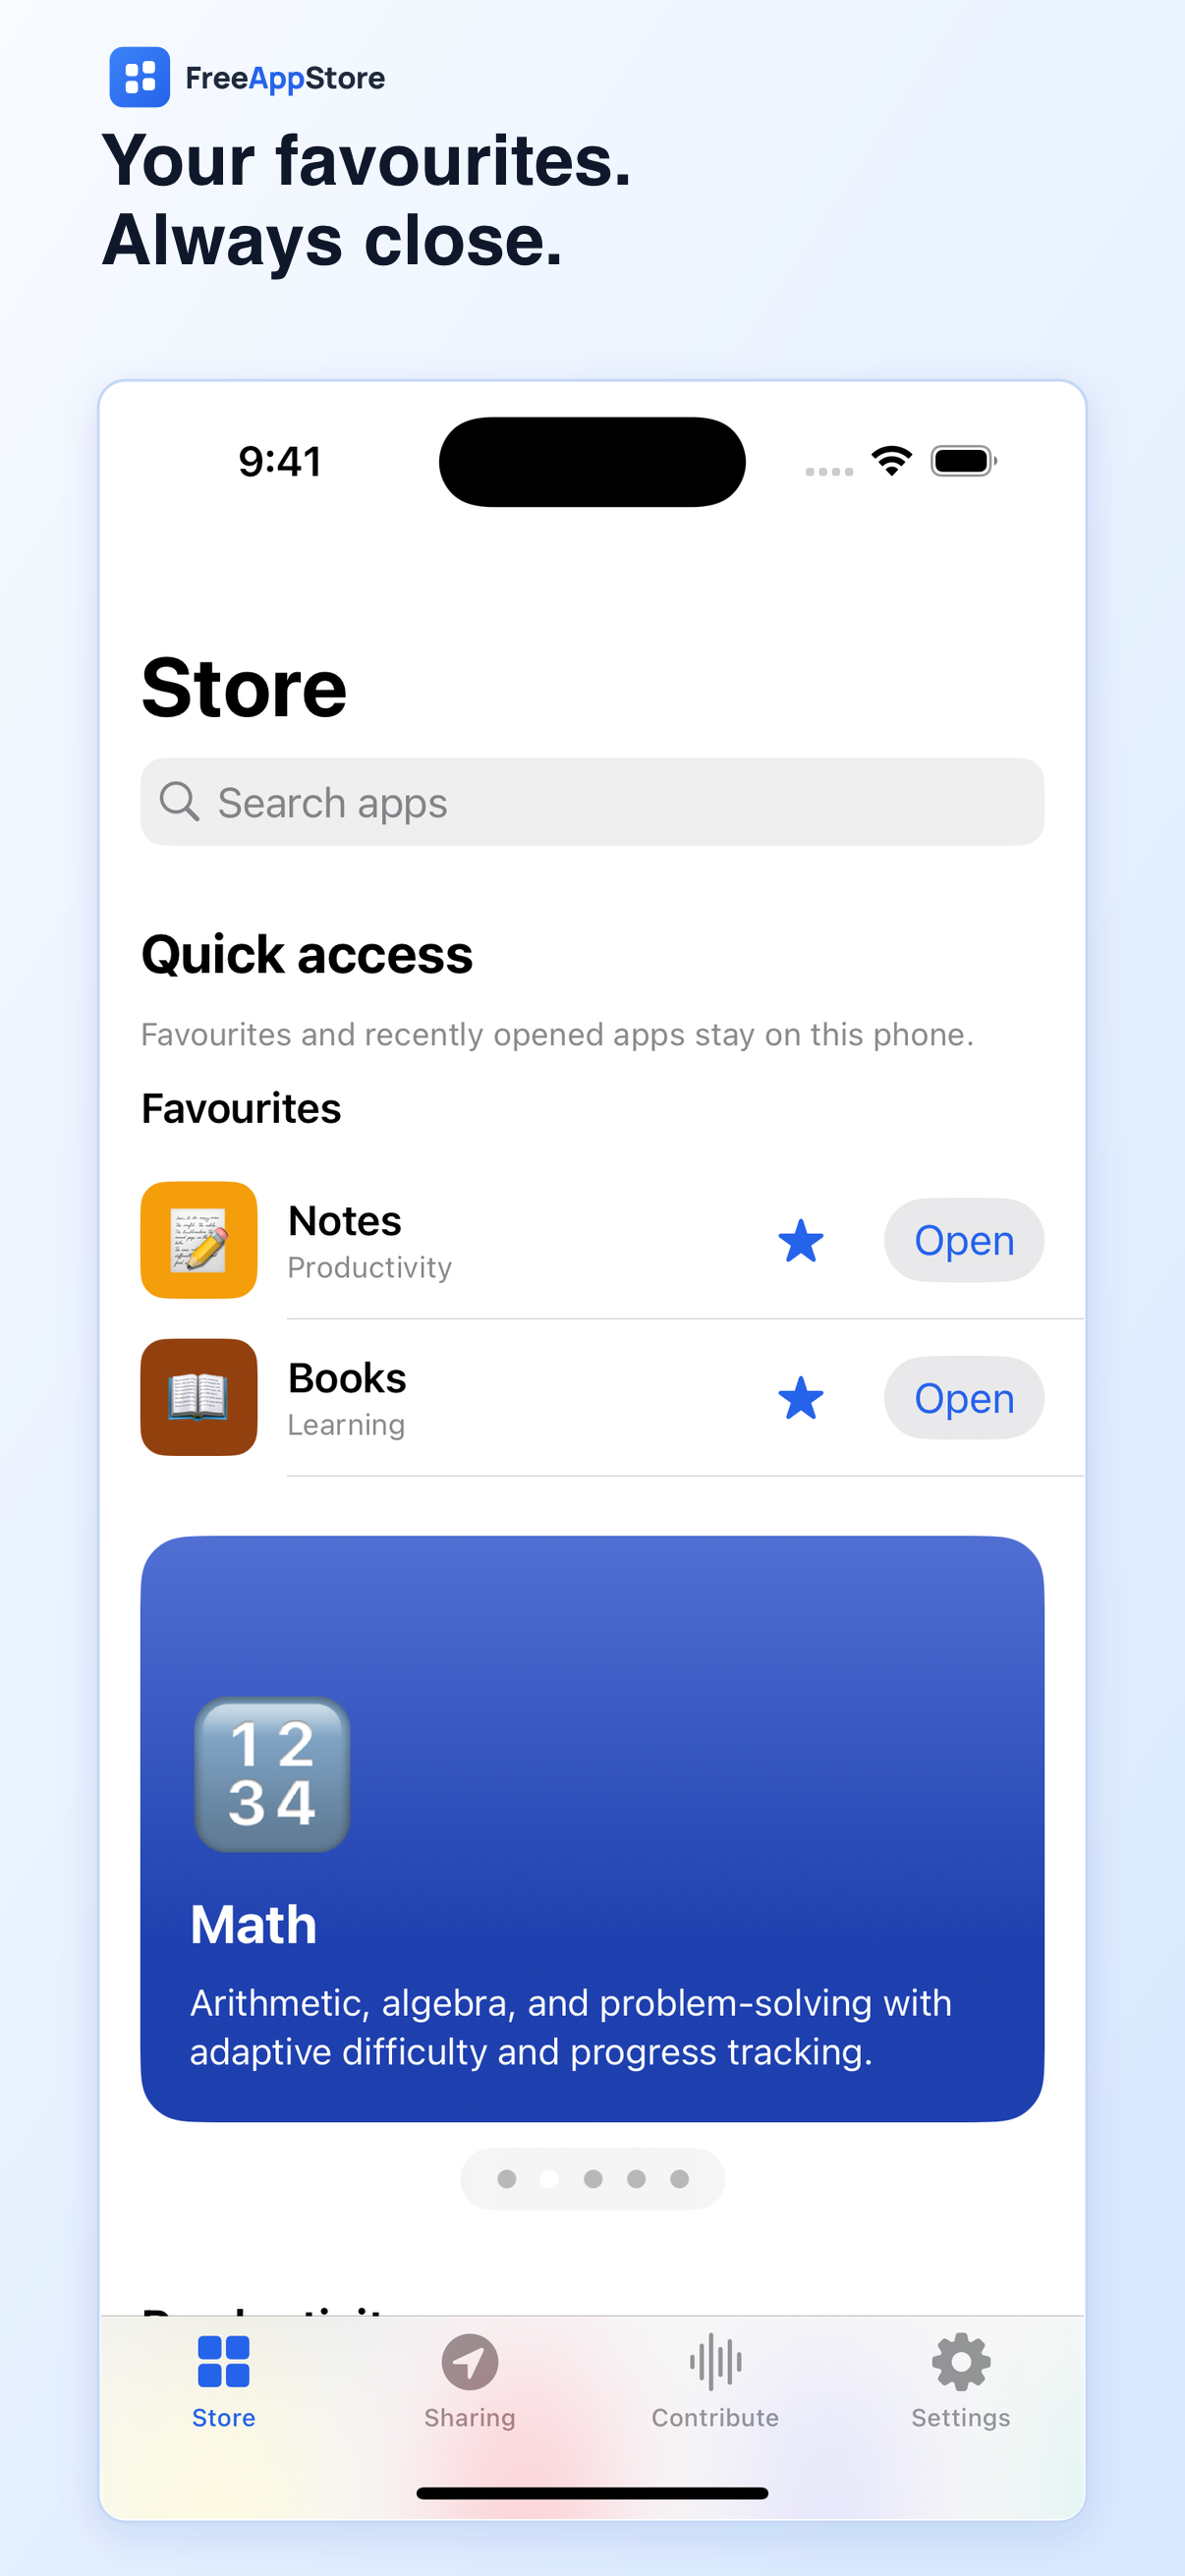 FreeAppStore
Your favourites.
Always close.
9:41
Store
Search apps
Quick access
Favourites and recently opened apps stay on this phone.
Favourites
Notes
Productivity
Open
Books
Learning
Open
1 2
3 4
Math
Arithmetic, algebra, and problem-solving with
adaptive difficulty and progress tracking.
Store
Sharing
Contribute
Settings